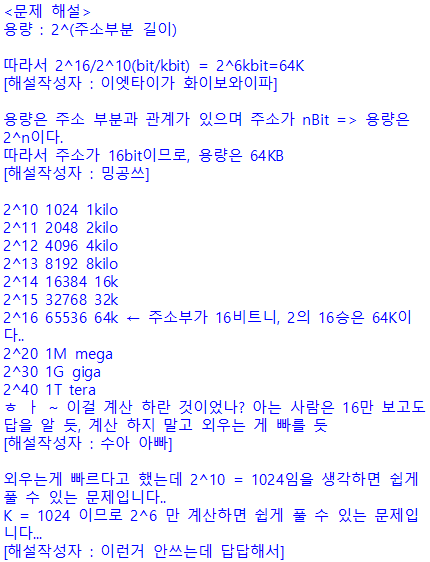 <문제 해설>
용량 : 2^(주소부분 길이)
따라서 2^16/2^10(bit/kbit) = 2^6kbit=64K
[해설작성자 : 이엣타이가 화이보와이파]
용량은 주소 부분과 관계가 있으며 주소가 nBit => 용량은
2^n이다.
따라서 주소가 16bit이므로, 용량은 64KB
[해설작성자 : 밍공쓰]
2^10 1024 1kilo
2^11 2048 2kilo
2^12 4096 4kilo
2^13 8192 8kilo
2^14 16384 16k
2^15 32768 32k
2^16 65536 64k ← 주소부가 16비트니, 2의 16승은 64K이
다..
2^20 1M mega
2^30 1G giga
2^40 1T tera
ㅎ ㅏ ~ 이걸 계산 하란 것이었나? 아는 사람은 16만 보고도
답을 알 듯, 계산 하지 말고 외우는 게 빠를 듯
[해설작성자 : 수아 아빠]
외우는게 빠르다고 했는데 2^10 = 1024임을 생각하면 쉽게
풀 수 있는 문제입니다..
K = 1024 이므로 2^6 만 계산하면 쉽게 풀 수 있는 문제입
니다...
[해설작성자 : 이런거 안쓰는데 답답해서]